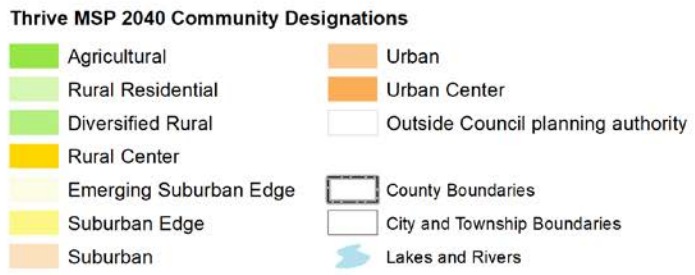 Thrive MSP 2040 Community Designations
Agricultural
Rural Residential
Diversified Rural
Rural Center
Emerging Suburban Edge
Suburban Edge
Suburban
Urban
Urban Center
Outside Council planning authority
County Boundaries
City and Township Boundaries
Lakes and Rivers